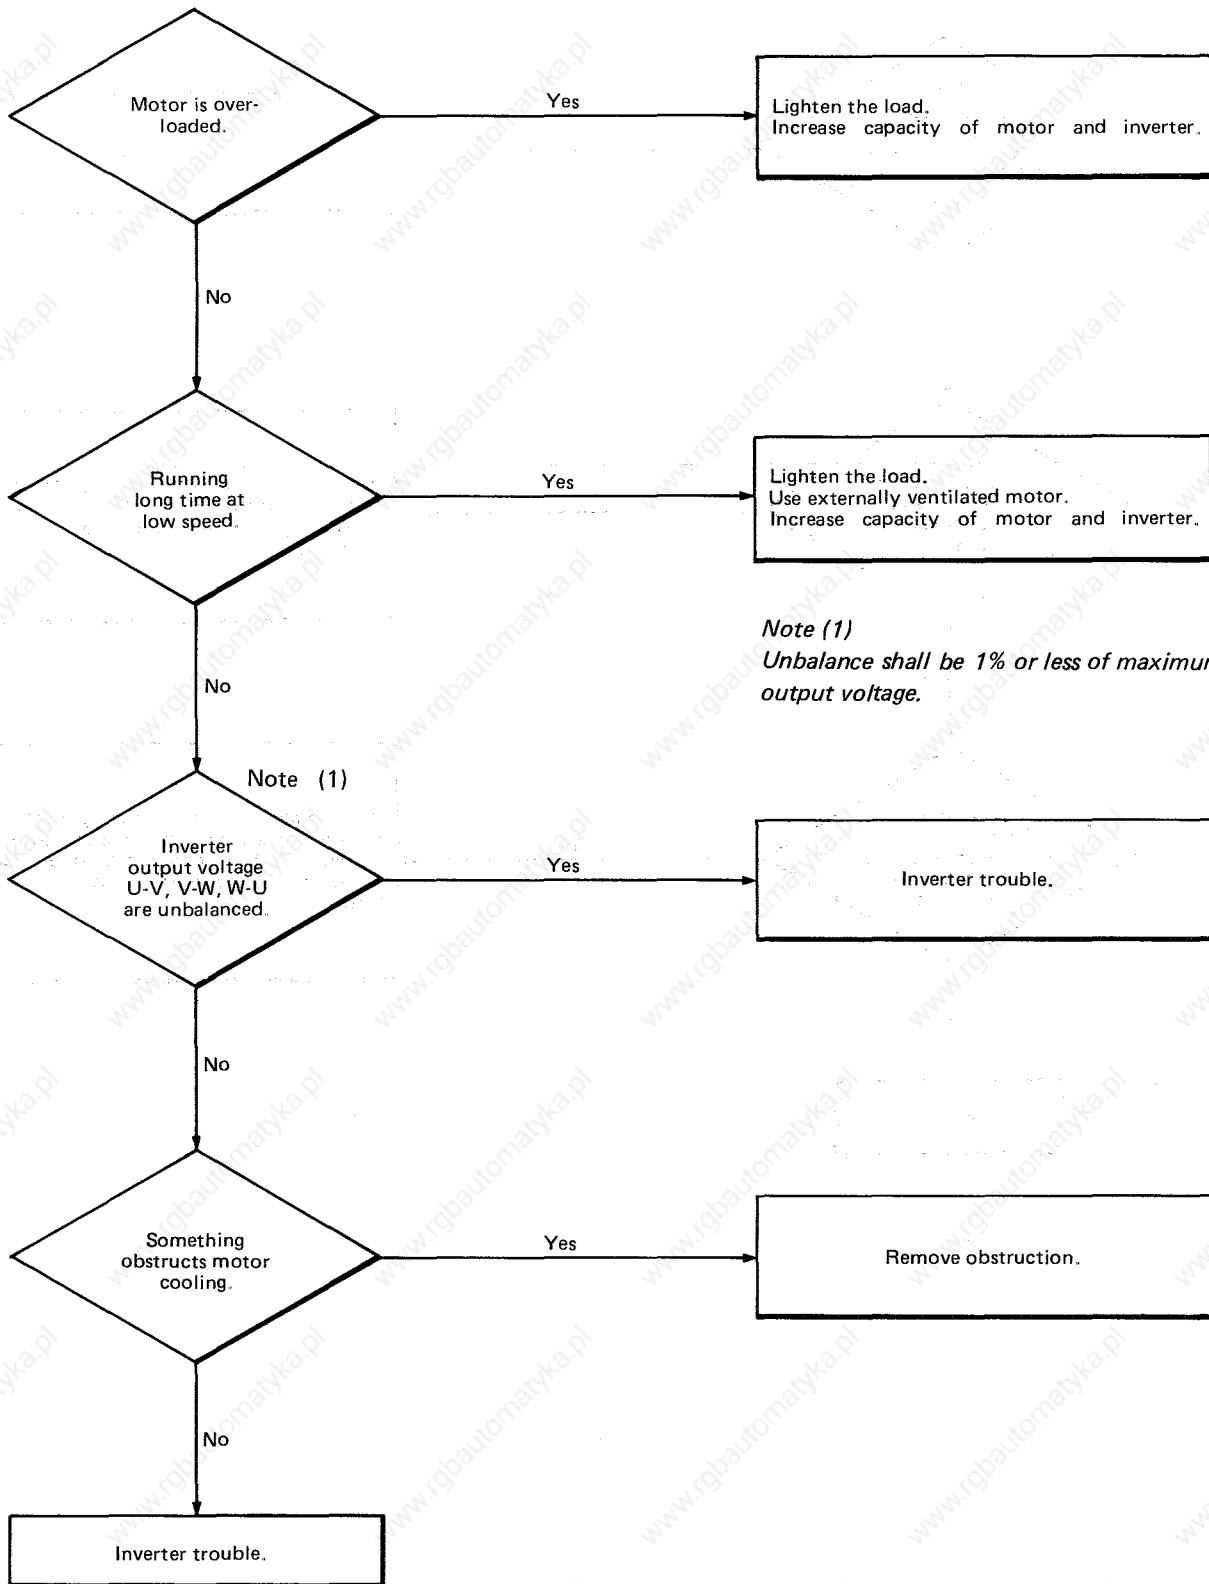 Motor is over-
loaded.
Yes
Lighten the load.
Increase capacity of motor and inverter.
No
Running
long time at
low speed.
Yes
Lighten the load.
Use externally ventilated motor.
Increase capacity of motor and inverter.
Note (1)
Unbalance shall be 1% or less of maximum
output voltage.
No
Note (1)
Inverter
output voltage
U-V, V-W, W-U
are unbalanced.
Yes
Inverter trouble.
No
Something
obstructs motor
cooling.
Yes
Remove obstruction.
No
Inverter trouble.
www.rgbautomatyka.pl